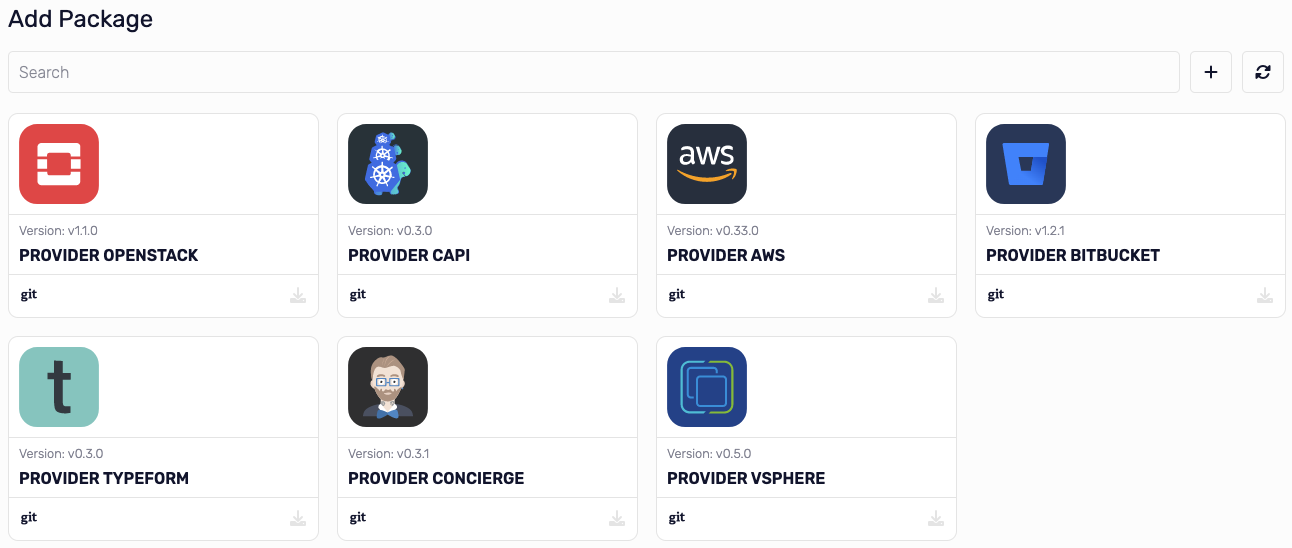 Add Package
Search
aws
Version: v1.1.0
PROVIDER OPENSTACK
git
Version: v0.3.0
PROVIDER CAPI
git
Version: v0.33.0
PROVIDER AWS
git
Version: v1.2.1
PROVIDER BITBUCKET
git
t
Version: v0.3.0
PROVIDER TYPEFORM
git
Version: v0.3.1
PROVIDER CONCIERGE
git
Version: v0.5.0
PROVIDER VSPHERE
git